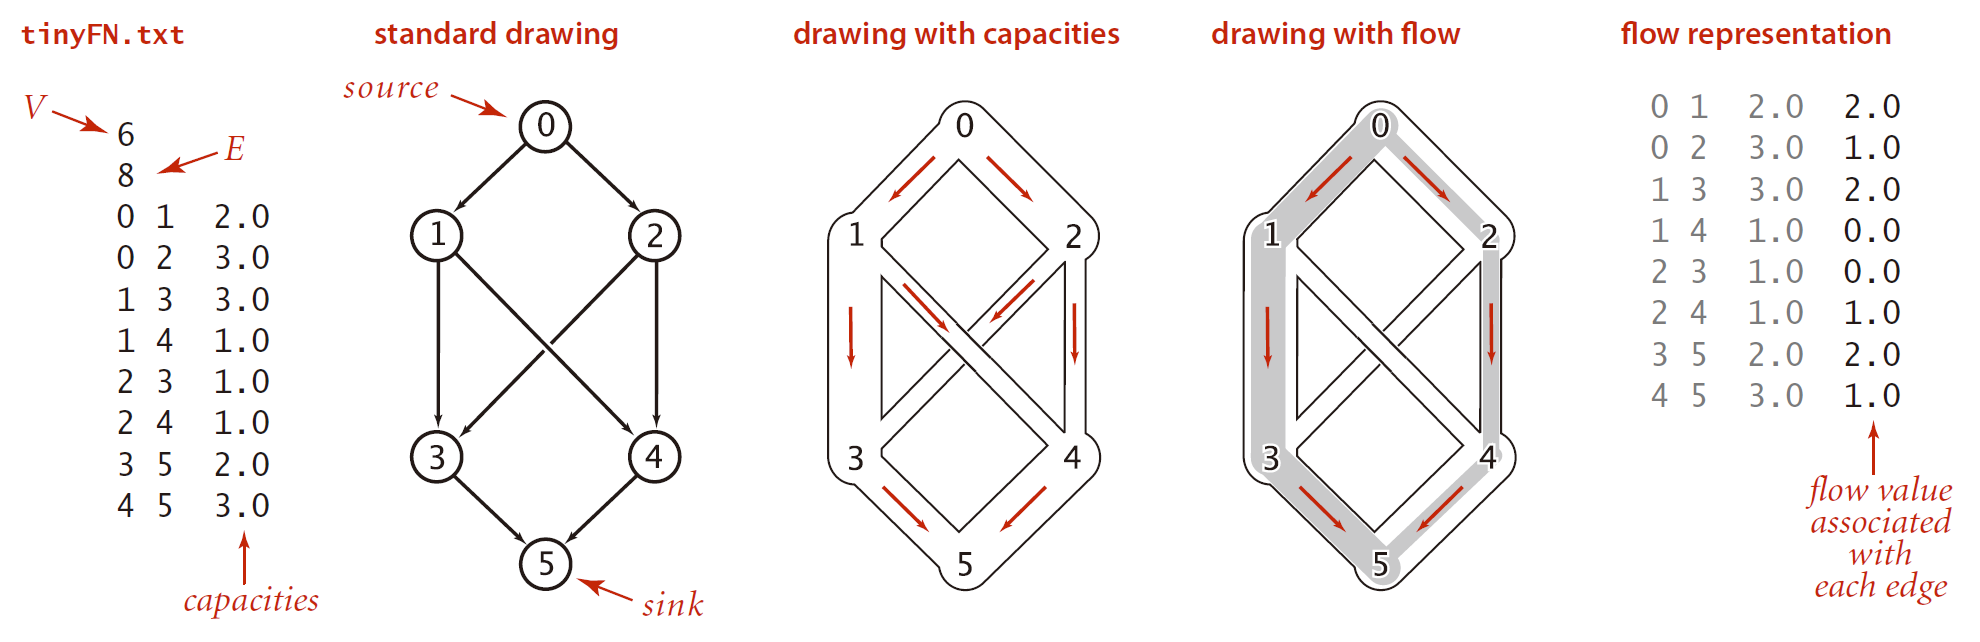 tinyFN.txt
V
6
E
8
0 1 2.0
0 2 3.0
1 3 3.0
1 4 1.0
2 3 1.0
2 4 1.0
3 5 2.0
4 5 3.0
capacities
standard drawing
source
0
1 2
3 4
5
sink
drawing with capacities
0
1 2
3 4
5
drawing with flow
0
1 2
3 4
5
flow representation
0 1 2.0 2.0
0 2 3.0 1.0
1 3 3.0 2.0
1 4 1.0 0.0
2 3 1.0 0.0
2 4 1.0 1.0
3 5 2.0 2.0
4 5 3.0 1.0
flow value
associated
with
each edge